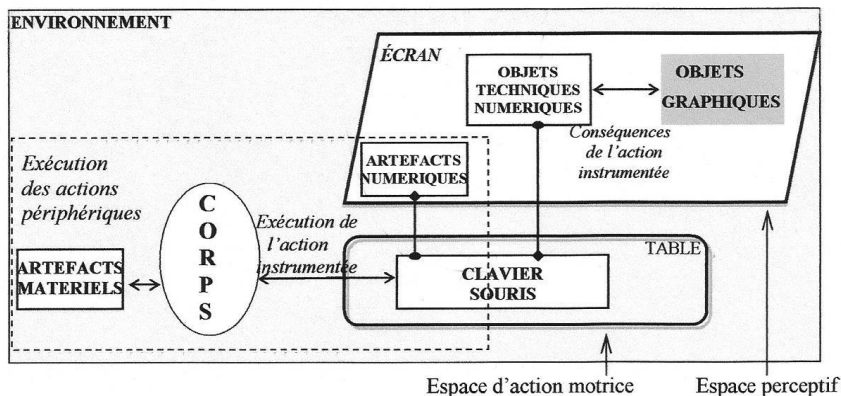 ENVIRONNEMENT
ÉCRAN
OBJETS
TECHNIQUES
NUMERIQUES
OBJETS
GRAPHIQUES
Conséquences
de l'action
instrumentée
ARTEFACTS
NUMERIQUES
Exécution
des actions
périphériques
CORPS
Exécution de
l'action
instrumentée
ARTEFACTS
MATERIELS
TABLE
CLAVIER
SOURIS
Espace d'action motrice
Espace perceptif